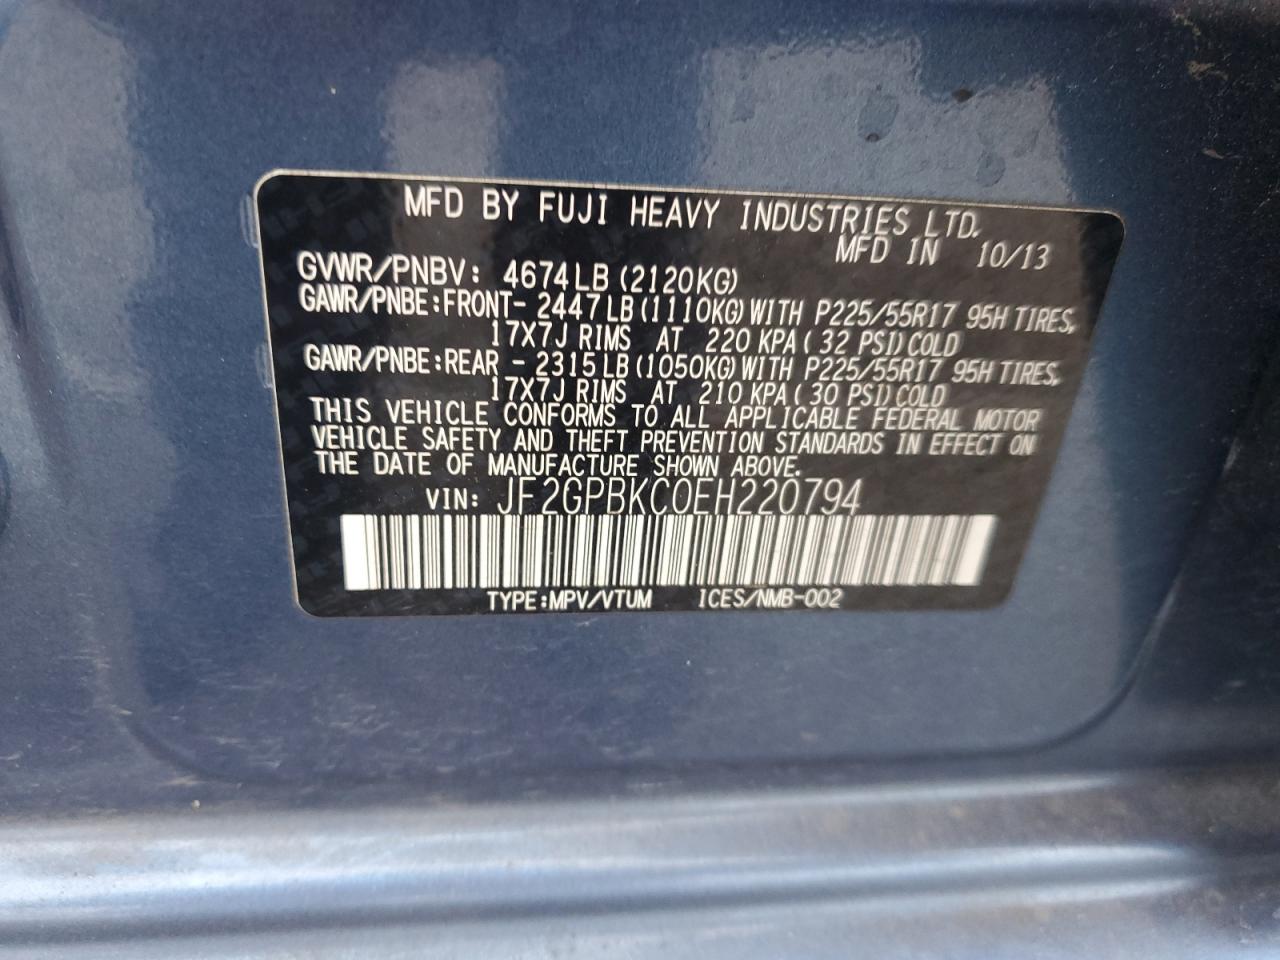 MFD BY FUJI HEAVY INDUSTRIES LTD.
MFD IN 10/13
GVWR/PNBV: 4674LB (2120KG)
GAWR/PNBE:FRONT- 2447LB(1110KG)WITH P225/55R17 95H TIRES,
17X7J RIMS AT 220 KPA( 32 PSI)COLD
GAWR/PNBE:REAR - 2315LB(1050KG)WITH P225/55R17 95H TIRES,
17X7J RIMS AT 210 KPA( 30 PSI)COLD
THIS VEHICLE CONFORMS TO ALL APPLICABLE FEDERAL MOTOR
VEHICLE SAFETY AND THEFT PREVENTION STANDARDS IN EFFECT ON
THE DATE OF MANUFACTURE SHOWN ABOVE.
VIN: JF2GPBKC0EH220794
TYPE:MPV/VTUM ICES/NMB-002